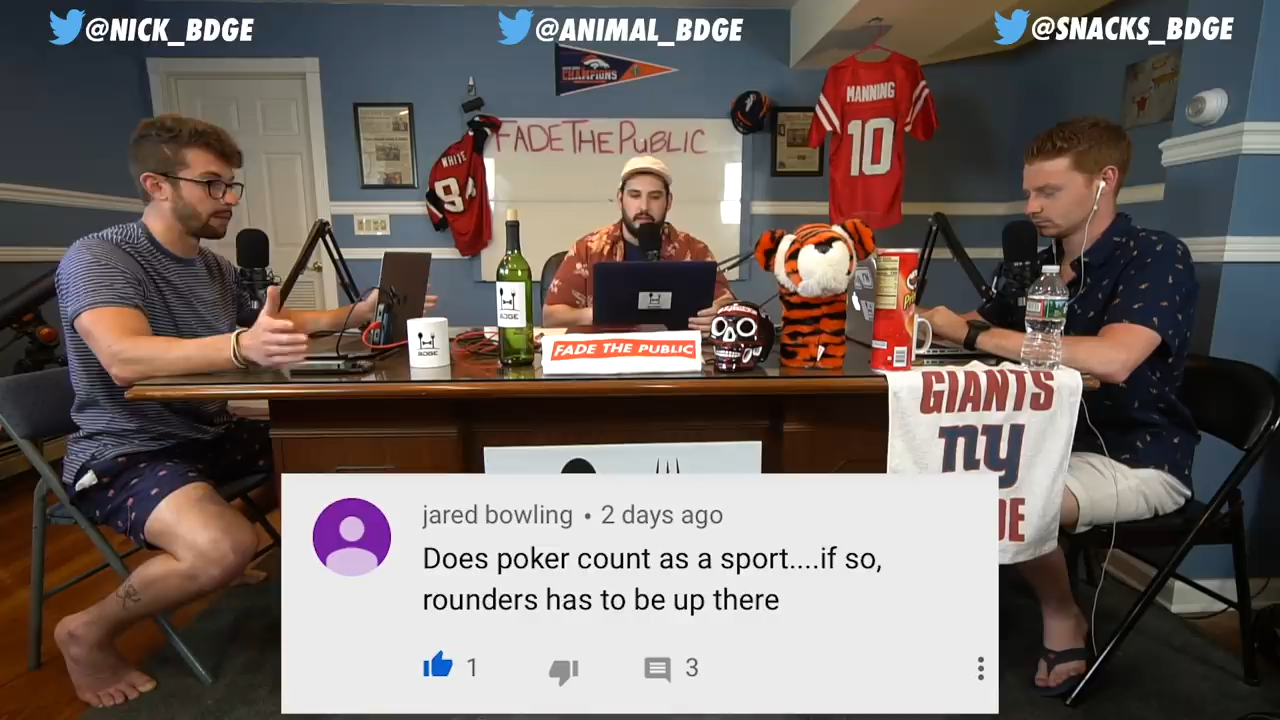 @NICK_BDGE
@ANIMAL_BDGE
@SNACKS_BDGE
CHAMPIONS
MANNING
10
WHITE
FADE THE PUBLIC
BDGE
BDGE
FADE THE PUBLIC
GIANTS
ny
jared bowling • 2 days ago
Does poker count as a sport....if so,
rounders has to be up there
1
3